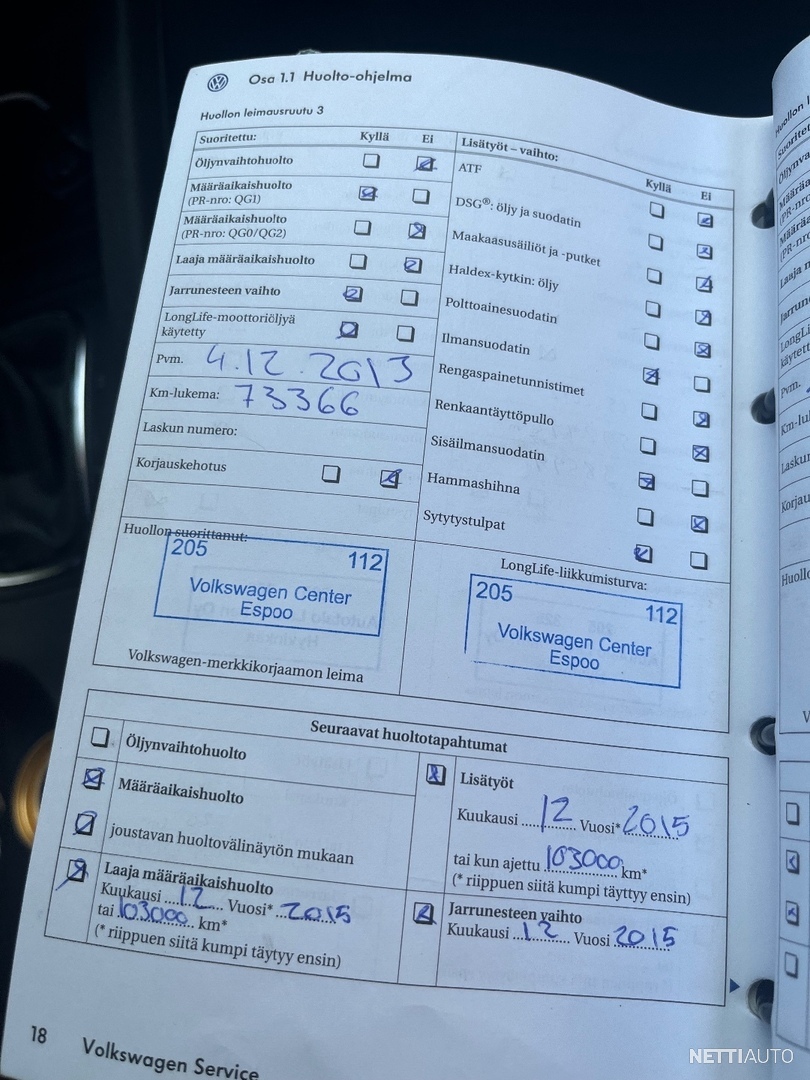 Osa 1.1 Huolto-ohjelma
Huollon leimausruutu 3
Suoritettu: Kyllä Ei
Öljynvaihtohuolto
Määräaikaishuolto
(PR-nro: QG1)
Määräaikaishuolto
(PR-nro: QG0/QG2)
Laaja määräaikaishuolto
Jarrunesteen vaihto
LongLife-moottoriöljyä
käytetty
Pvm. 4.12.2013
Km-lukema: 73366
Laskun numero:
Korjauskehotus
Lisätyöt – vaihto:
Kyllä Ei
ATF
DSG®: öljy ja suodatin
Maakaasusäiliöt ja -putket
Haldex-kytkin: öljy
Polttoainesuodatin
Ilmansuodatin
Rengaspainetunnistimet
Renkaantäyttöpullo
Sisäilmansuodatin
Hammashihna
Sytytystulpat
Huollon suorittanut:
205 112
Volkswagen Center
Espoo
Volkswagen-merkkikorjaamon leima
LongLife-liikkumisturva:
205 112
Volkswagen Center
Espoo
Seuraavat huoltotapahtumat
Öljynvaihtohuolto
Määräaikaishuolto
joustavan huoltovälinäytön mukaan
Laaja määräaikaishuolto
Kuukausi 12 Vuosi* 2015
tai 103000 km*
(* riippuen siitä kumpi täytyy ensin)
Lisätyöt
Kuukausi 12 Vuosi* 2015
tai kun ajettu 103000 km*
(* riippuen siitä kumpi täyttyy ensin)
Jarrunesteen vaihto
Kuukausi 12 Vuosi 2015
18 Volkswagen Service
NETTIAUTO